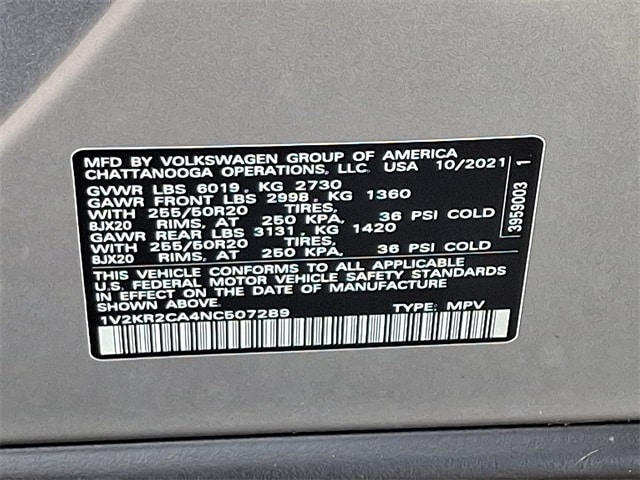 MFD BY VOLKSWAGEN GROUP OF AMERICA
CHATTANOOGA OPERATIONS, LLC USA 10/2021
GVWR LBS 6019, KG 2730
GAWR FRONT LBS 2998, KG 1360
WITH 255/50R20 TIRES,
8JX20 RIMS, AT 250 KPA, 36 PSI COLD
GAWR REAR LBS 3131, KG 1420
WITH 255/50R20 TIRES,
8JX20 RIMS, AT 250 KPA, 36 PSI COLD
THIS VEHICLE CONFORMS TO ALL APPLICABLE
U.S. FEDERAL MOTOR VEHICLE SAFETY STANDARDS
IN EFFECT ON THE DATE OF MANUFACTURE
SHOWN ABOVE.
1V2KR2CA4NC507289 TYPE: MPV
3959003 1